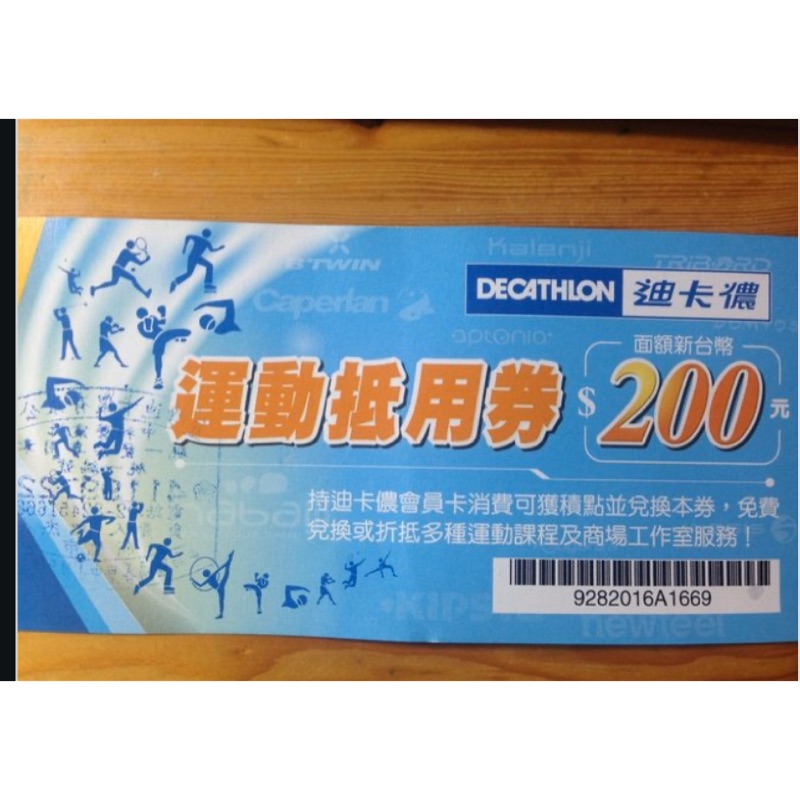 kalenji
B'TWIN
TRIBORD
Caperlan
DECATHLON 迪卡儂
aptonia
面額新台幣
運動抵用券 $200元
持迪卡儂會員卡消費可獲積點並兌換本券，免費
兌換或折抵多種運動課程及商場工作室服務！
9282016A1669
newfeel